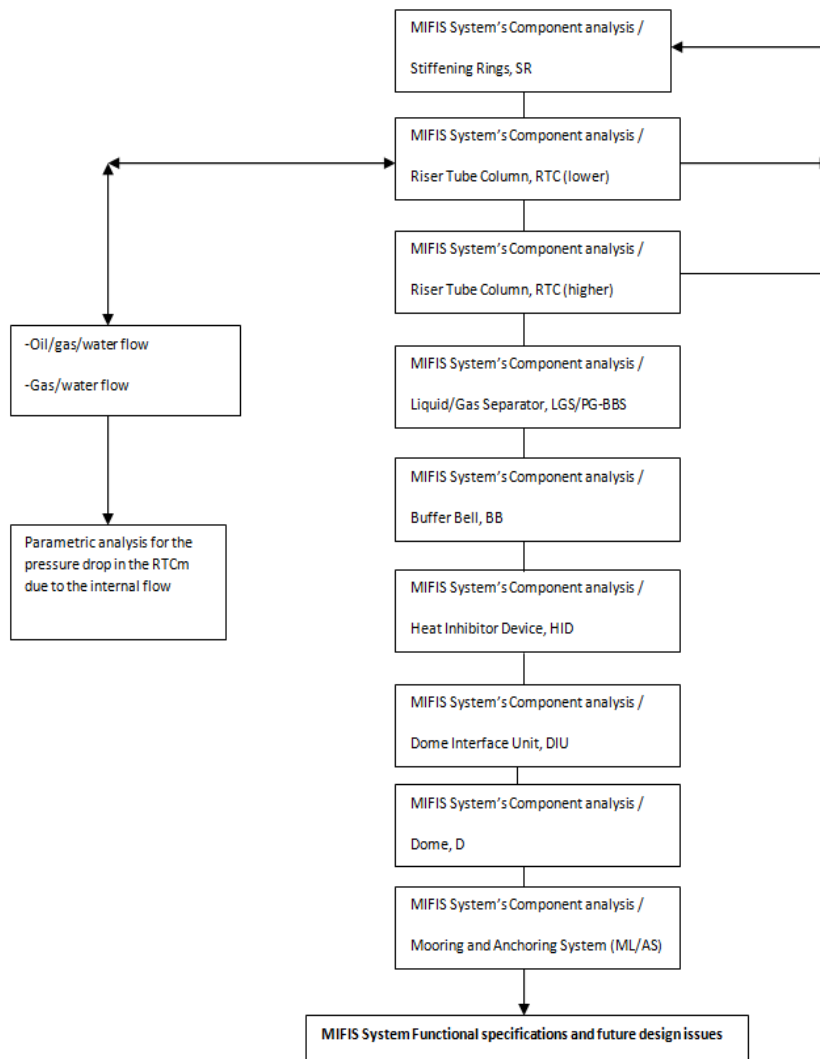 MIFIS System's Component analysis /
Stiffening Rings, SR
MIFIS System's Component analysis /
Riser Tube Column, RTC (lower)
MIFIS System's Component analysis /
Riser Tube Column, RTC (higher)
-Oil/gas/water flow
-Gas/water flow
MIFIS System's Component analysis /
Liquid/Gas Separator, LGS/PG-BBS
MIFIS System's Component analysis /
Buffer Bell, BB
Parametric analysis for the
pressure drop in the RTCm
due to the internal flow
MIFIS System's Component analysis /
Heat Inhibitor Device, HID
MIFIS System's Component analysis /
Dome Interface Unit, DIU
MIFIS System's Component analysis /
Dome, D
MIFIS System's Component analysis /
Mooring and Anchoring System (ML/AS)
MIFIS System Functional specifications and future design issues